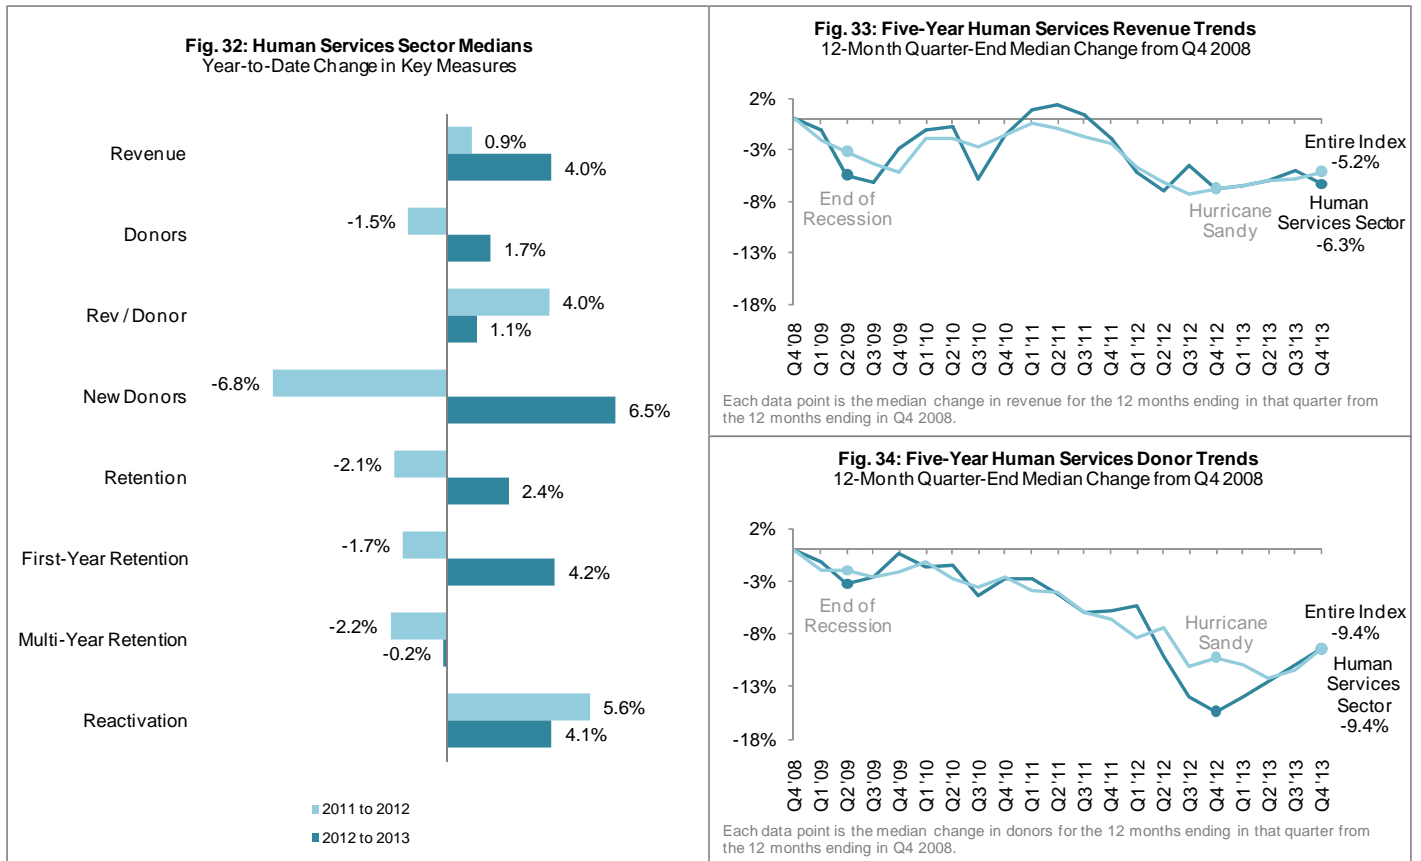 Fig. 32: Human Services Sector Medians
Year-to-Date Change in Key Measures
Revenue
0.9%
4.0%
Donors
-1.5%
1.7%
Rev / Donor
4.0%
1.1%
New Donors
-6.8%
6.5%
Retention
-2.1%
2.4%
First-Year Retention
-1.7%
4.2%
Multi-Year Retention
-2.2%
-0.2%
Reactivation
5.6%
4.1%
2011 to 2012
2012 to 2013
Fig. 33: Five-Year Human Services Revenue Trends
12-Month Quarter-End Median Change from Q4 2008
2%
-3%
-8%
-13%
-18%
End of
Recession
Hurricane
Sandy
Entire Index
-5.2%
Human
Services Sector
-6.3%
Q4 '08
Q1 '09
Q2 '09
Q3 '09
Q4 '09
Q1 '10
Q2 '10
Q3 '10
Q4 '10
Q1 '11
Q2 '11
Q3 '11
Q4 '11
Q1 '12
Q2 '12
Q3 '12
Q4 '12
Q1 '13
Q2 '13
Q3 '13
Q4 '13
Each data point is the median change in revenue for the 12 months ending in that quarter from
the 12 months ending in Q4 2008.
Fig. 34: Five-Year Human Services Donor Trends
12-Month Quarter-End Median Change from Q4 2008
2%
-3%
-8%
-13%
-18%
End of
Recession
Hurricane
Sandy
Entire Index
-9.4%
Human
Services
Sector
-9.4%
Q4 '08
Q1 '09
Q2 '09
Q3 '09
Q4 '09
Q1 '10
Q2 '10
Q3 '10
Q4 '10
Q1 '11
Q2 '11
Q3 '11
Q4 '11
Q1 '12
Q2 '12
Q3 '12
Q4 '12
Q1 '13
Q2 '13
Q3 '13
Q4 '13
Each data point is the median change in donors for the 12 months ending in that quarter from
the 12 months ending in Q4 2008.